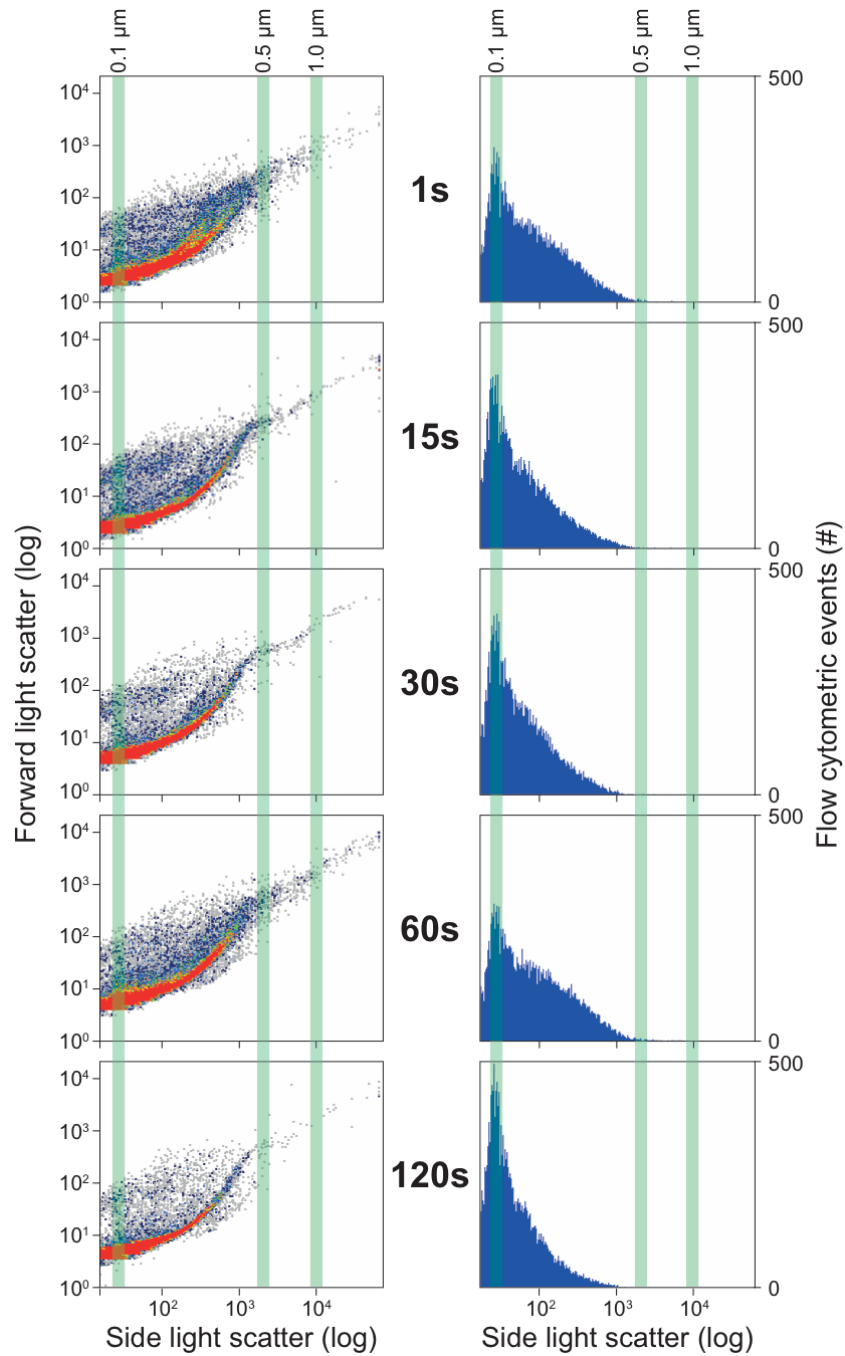 0.1 µm 0.5 µm 1.0 µm 0.1 µm 0.5 µm 1.0 µm
10⁴ 500
10³
10² 1s
10¹
10⁰ 0
10⁴ 500
10³
10² 15s
10¹
10⁰ 0
10⁴ 500
10³
10² 30s
10¹
10⁰ 0
10⁴ 500
10³
10² 60s
10¹
10⁰ 0
10⁴ 500
10³
10² 120s
10¹
10⁰ 0
10² 10³ 10⁴ 10² 10³ 10⁴
Side light scatter (log) Side light scatter (log)
Forward light scatter (log)
Flow cytometric events (#)